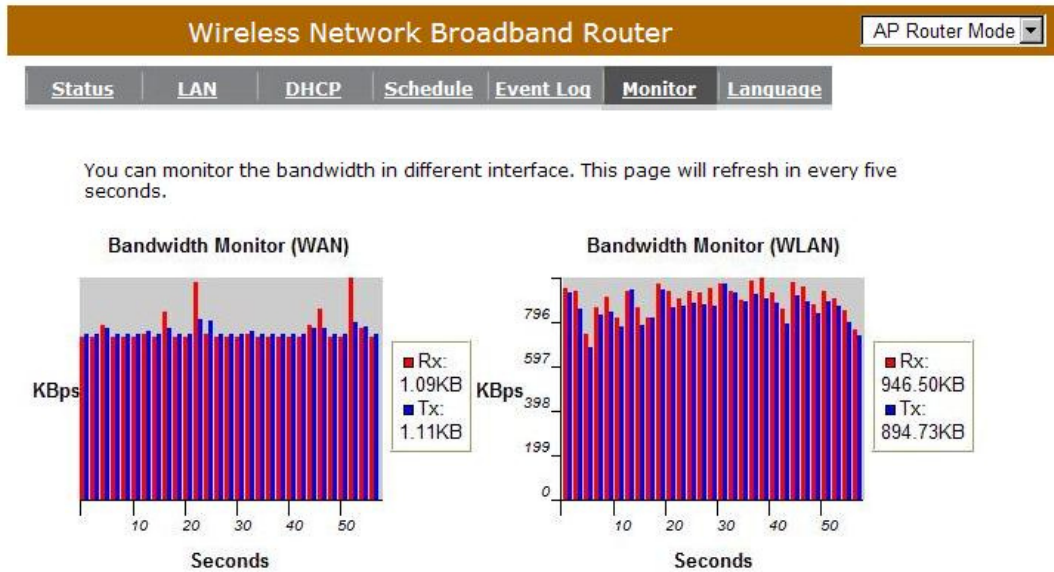 Wireless Network Broadband Router
AP Router Mode
Status LAN DHCP Schedule Event Log Monitor Language
You can monitor the bandwidth in different interface. This page will refresh in every five
seconds.
Bandwidth Monitor (WAN)
KBps
10 20 30 40 50
Seconds
Rx:
1.09KB
Tx:
1.11KB
Bandwidth Monitor (WLAN)
KBps
796
597
398
199
0
10 20 30 40 50
Seconds
Rx:
946.50KB
Tx:
894.73KB